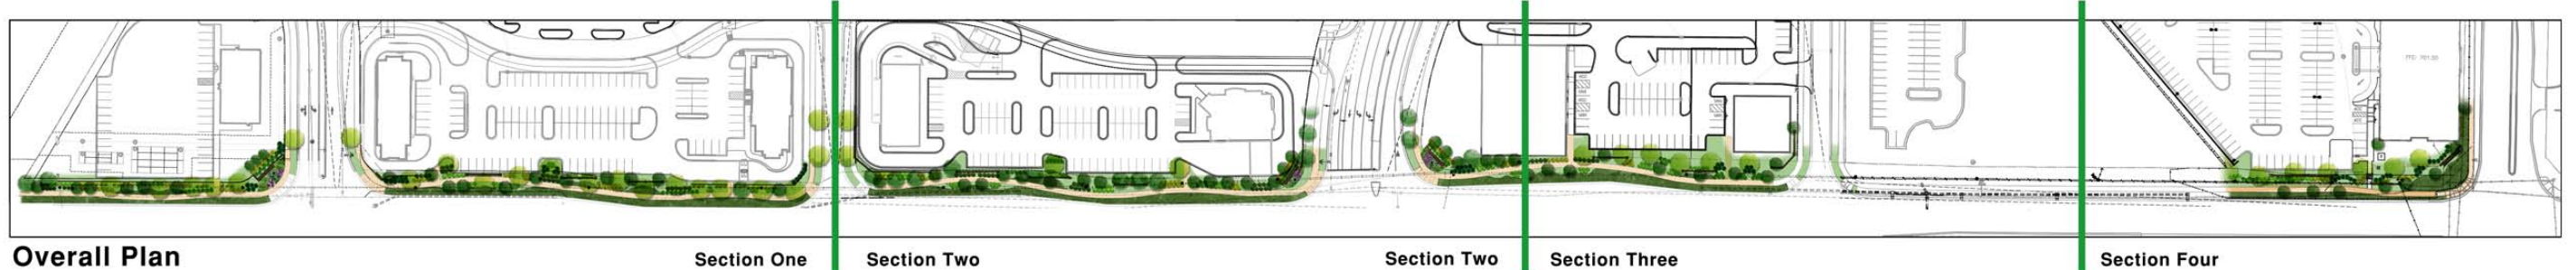 Overall Plan
Section One
Section Two
Section Two
Section Three
Section Four